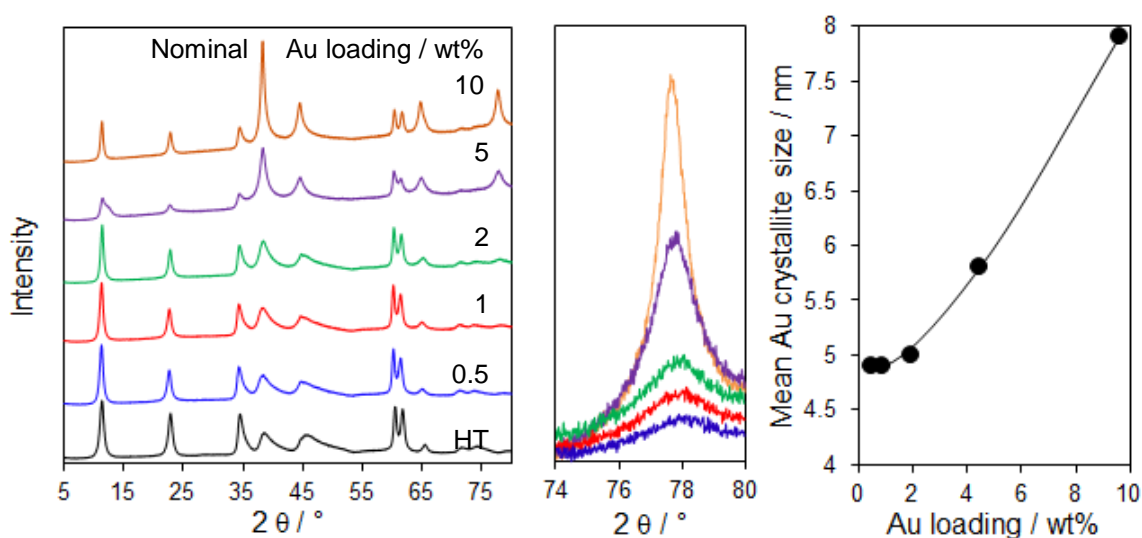 Nominal Au loading / wt%
10
5
2
1
0.5
HT
Intensity
5 15 25 35 45 55 65 75
2 θ / °
74 76 78 80
2 θ / °
Mean Au crystallite size / nm
8
7.5
7
6.5
6
5.5
5
4.5
4
0 2 4 6 8 10
Au loading / wt%